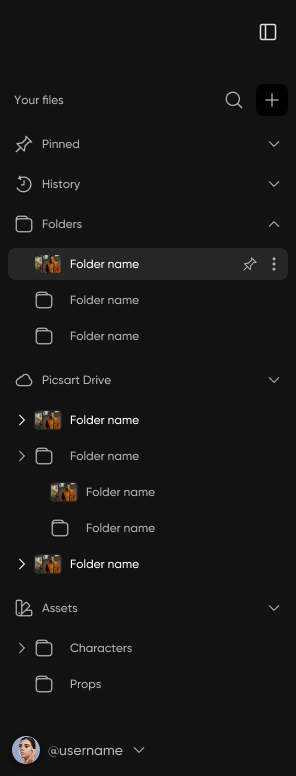 Your files
Pinned
History
Folders
Folder name
Folder name
Folder name
Picsart Drive
Folder name
Folder name
Folder name
Folder name
Folder name
Assets
Characters
Props
@username